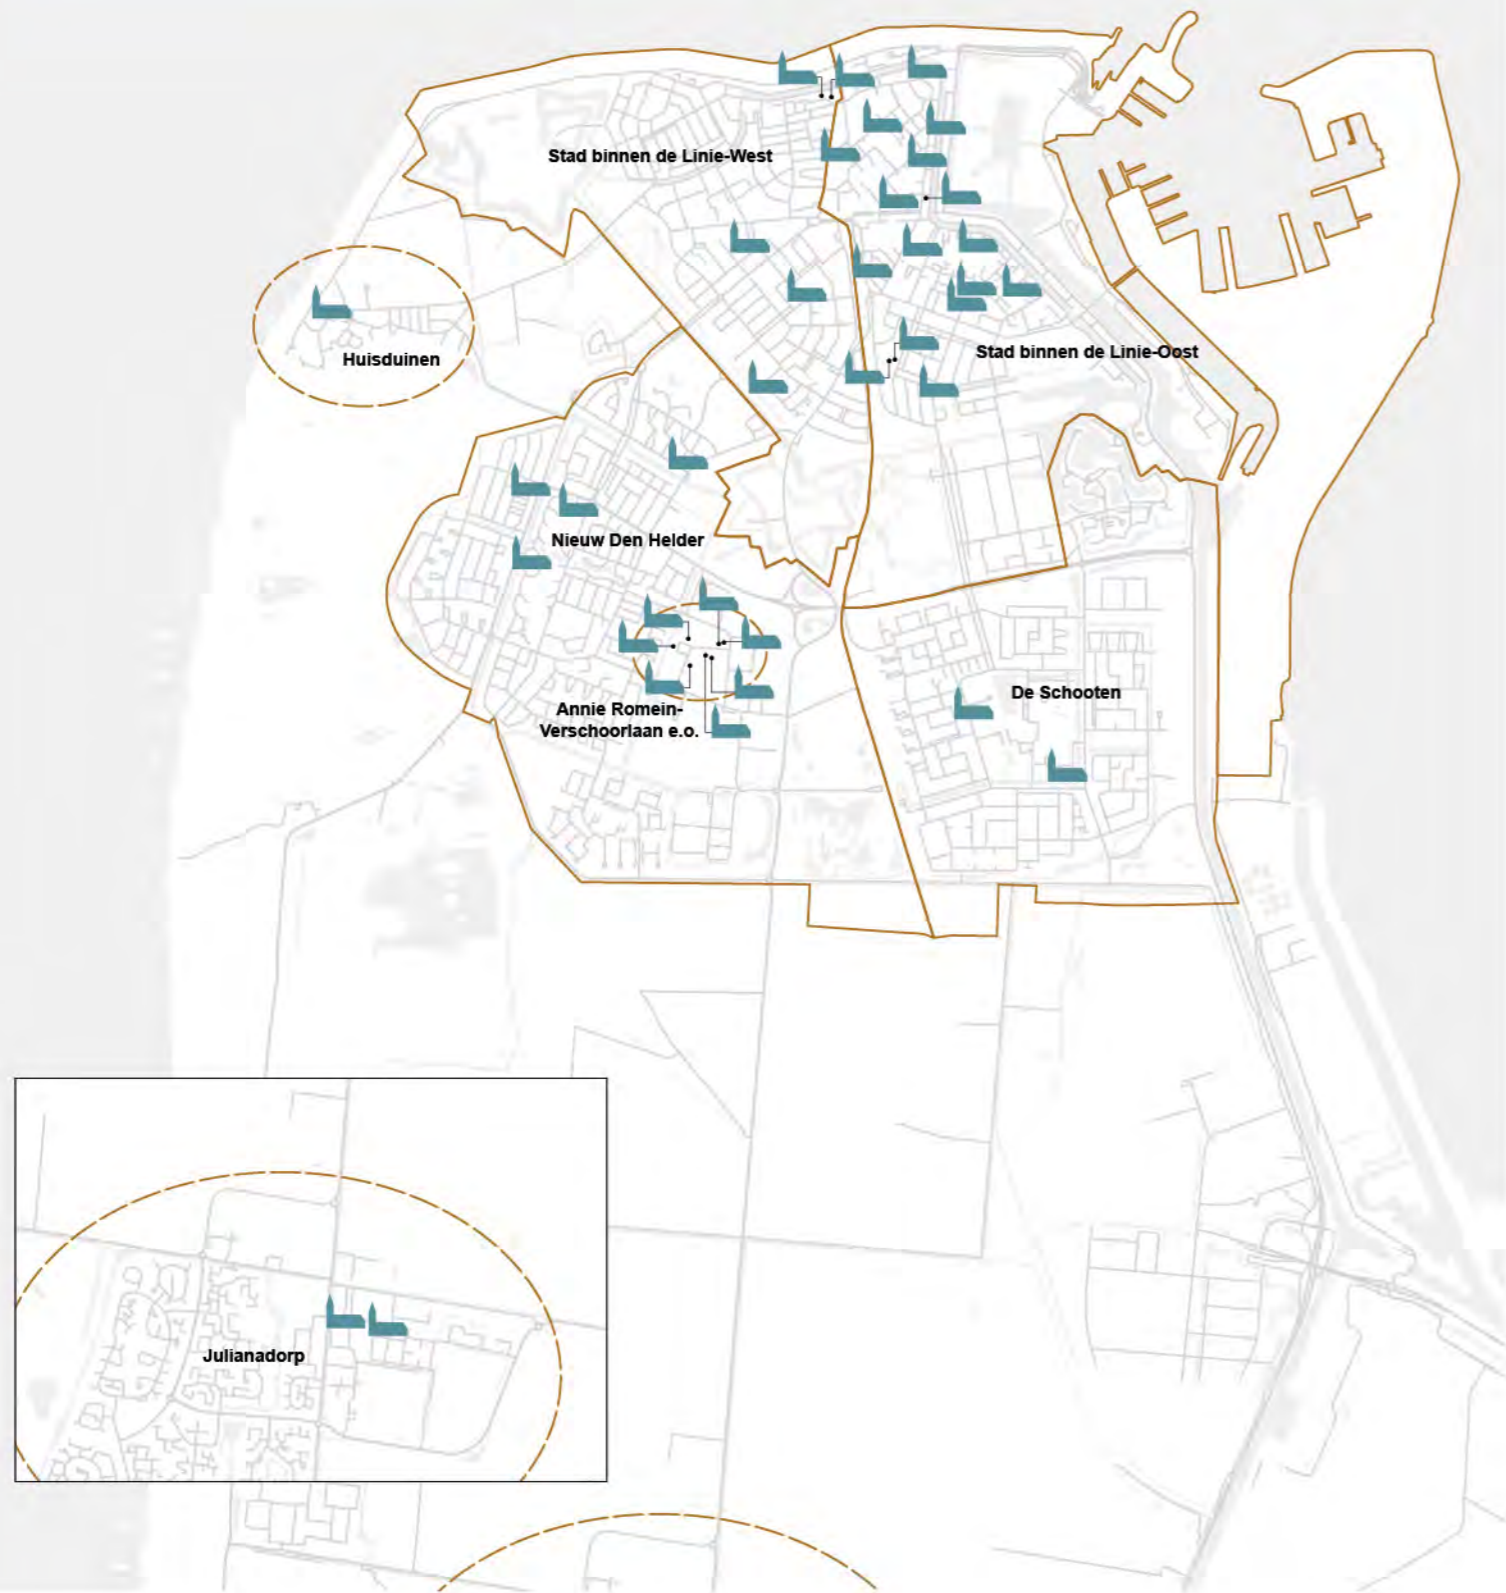 Stad binnen de Linie-West
Huisduinen
Stad binnen de Linie-Oost
Nieuw Den Helder
De Schooten
Annie Romein-
Verschoorlaan e.o.
Julianadorp